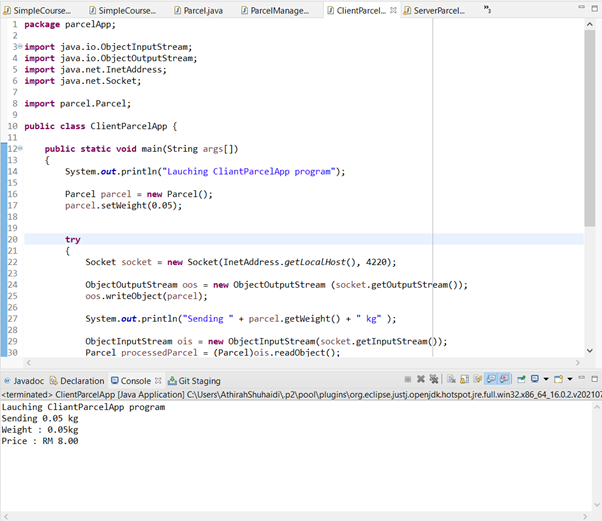 SimpleCourse... SimpleCourse... Parcel.java ParcelManage... ClientParcel... ServerParcel...
1 package parcelApp;
2
3 import java.io.ObjectInputStream;
4 import java.io.ObjectOutputStream;
5 import java.net.InetAddress;
6 import java.net.Socket;
7
8 import parcel.Parcel;
9
10 public class ClientParcelApp {
11
12 public static void main(String args[])
13 {
14 System.out.println("Lauching CliantParcelApp program");
15
16 Parcel parcel = new Parcel();
17 parcel.setWeight(0.05);
18
19
20 try
21 {
22 Socket socket = new Socket(InetAddress.getLocalHost(), 4220);
23
24 ObjectOutputStream oos = new ObjectOutputStream (socket.getOutputStream());
25 oos.writeObject(parcel);
26
27 System.out.println("Sending " + parcel.getWeight() + " kg" );
28
29 ObjectInputStream ois = new ObjectInputStream(socket.getInputStream());
30 Parcel processedParcel = (Parcel)ois.readObject();
Javadoc Declaration Console Git Staging
<terminated> ClientParcelApp [Java Application] C:\Users\AthirahShuhaidi\.p2\pool\plugins\org.eclipse.justj.openjdk.hotspot.jre.full.win32.x86_64_16.0.2.v202107
Lauching CliantParcelApp program
Sending 0.05 kg
Weight : 0.05kg
Price : RM 8.00